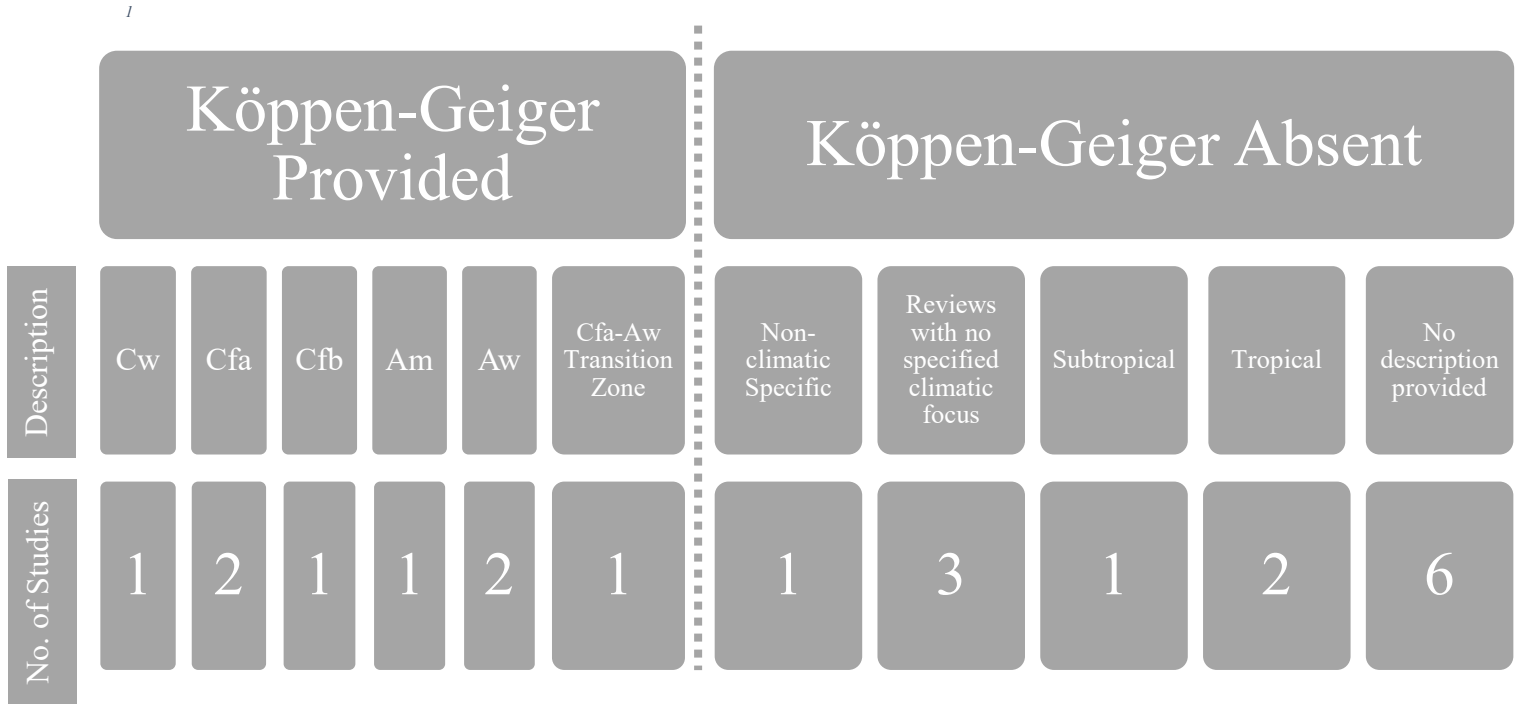 1
Köppen-Geiger
Provided
Köppen-Geiger Absent
Description
Cw
Cfa
Cfb
Am
Aw
Cfa-Aw
Transition
Zone
Non-
climatic
Specific
Reviews
with no
specified
climatic
focus
Subtropical
Tropical
No
description
provided
No. of Studies
1
2
1
1
2
1
1
3
1
2
6